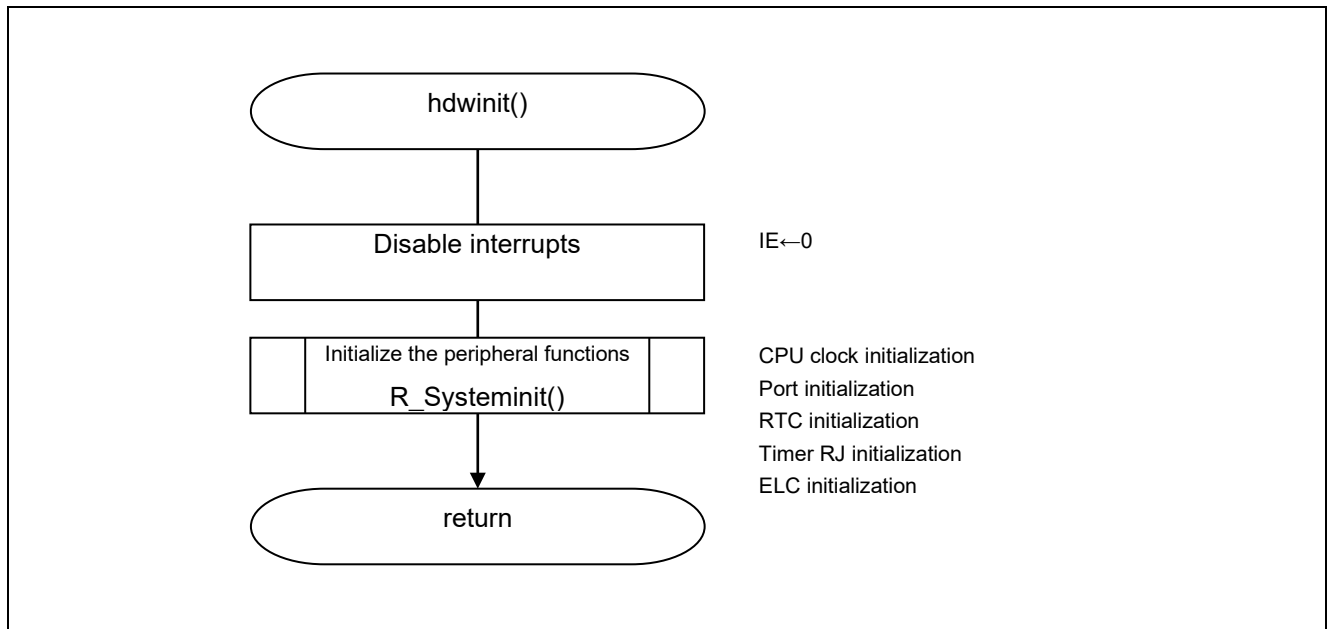 hdwinit()
Disable interrupts
IE←0
Initialize the peripheral functions
R_Systeminit()
CPU clock initialization
Port initialization
RTC initialization
Timer RJ initialization
ELC initialization
return